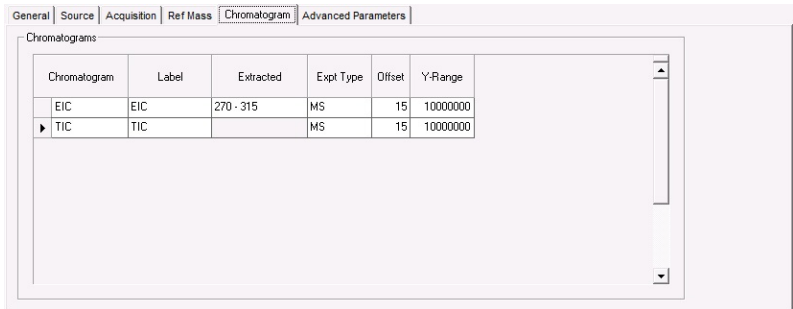 General Source Acquisition Ref Mass Chromatogram Advanced Parameters
Chromatograms
Chromatogram Label Extracted Expt Type Offset Y-Range
EIC EIC 270 - 315 MS 15 10000000
TIC TIC MS 15 10000000